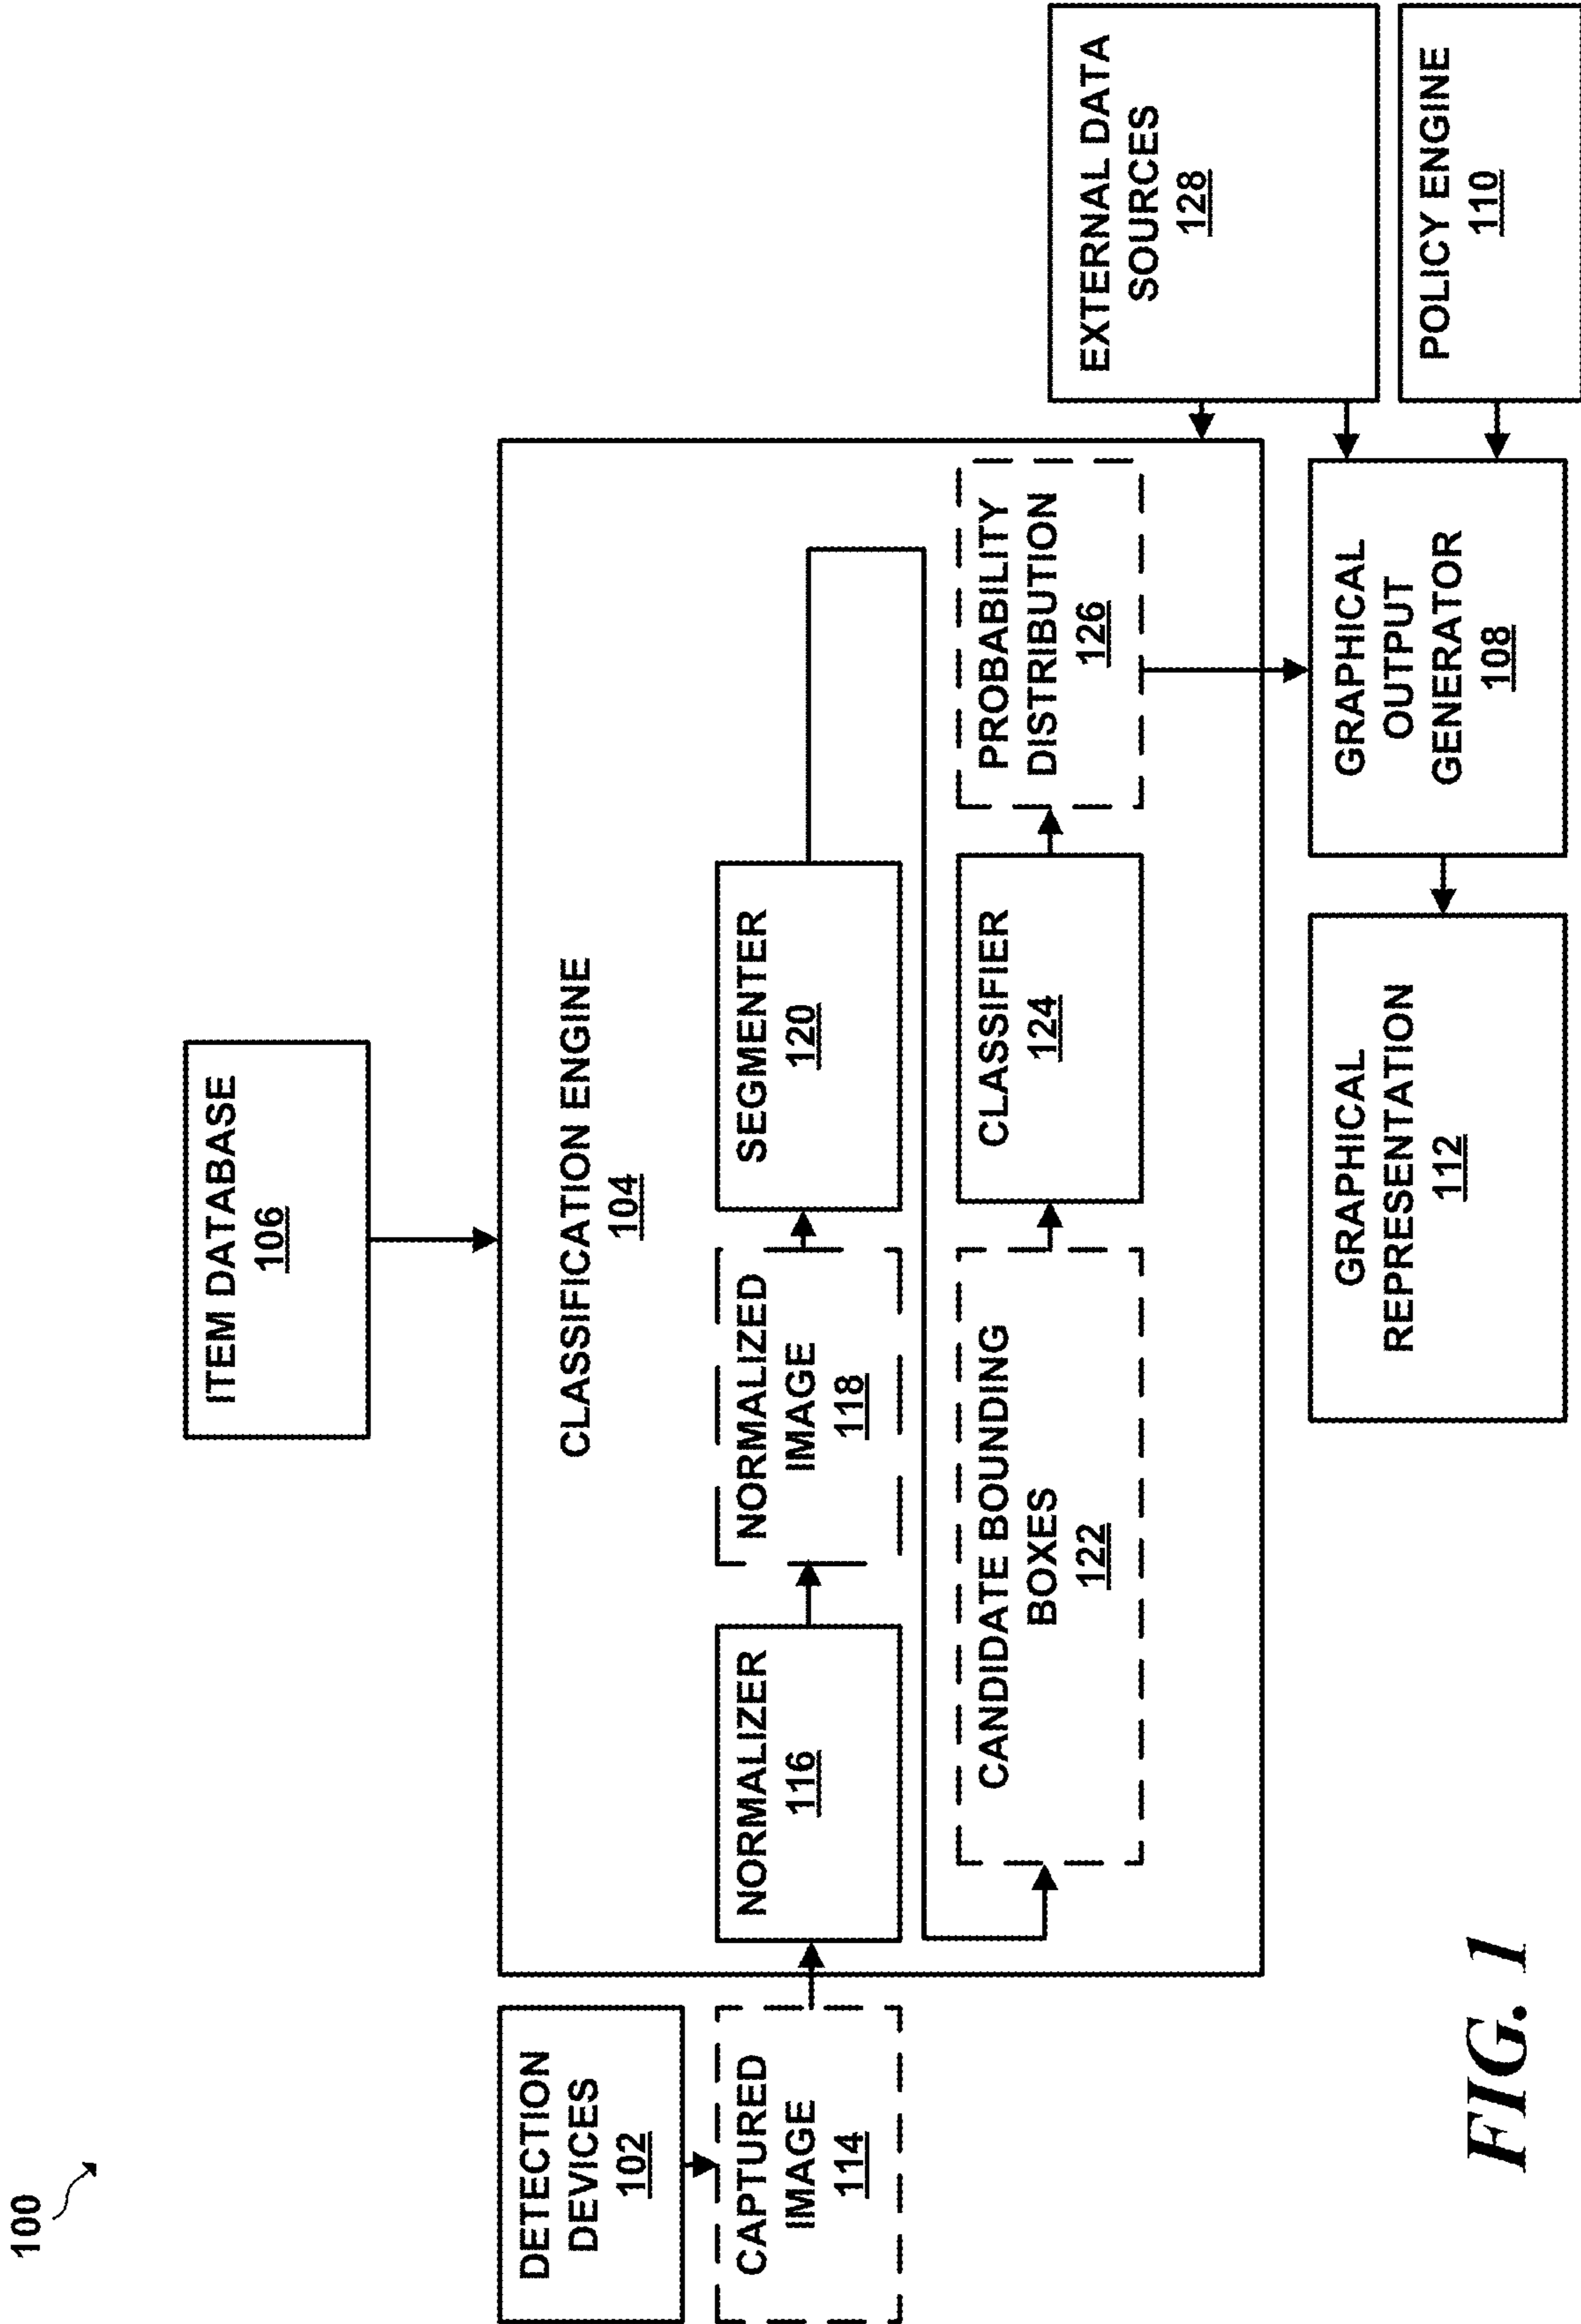 100
ITEM DATABASE
106
DETECTION
DEVICES
102
CAPTURED
IMAGE
114
CLASSIFICATION ENGINE
104
NORMALIZER
116
NORMALIZED
IMAGE
118
SEGMENTER
120
CANDIDATE BOUNDING
BOXES
122
CLASSIFIER
124
PROBABILITY
DISTRIBUTION
126
EXTERNAL DATA
SOURCES
128
GRAPHICAL
REPRESENTATION
112
GRAPHICAL
OUTPUT
GENERATOR
108
POLICY ENGINE
110
FIG. 1